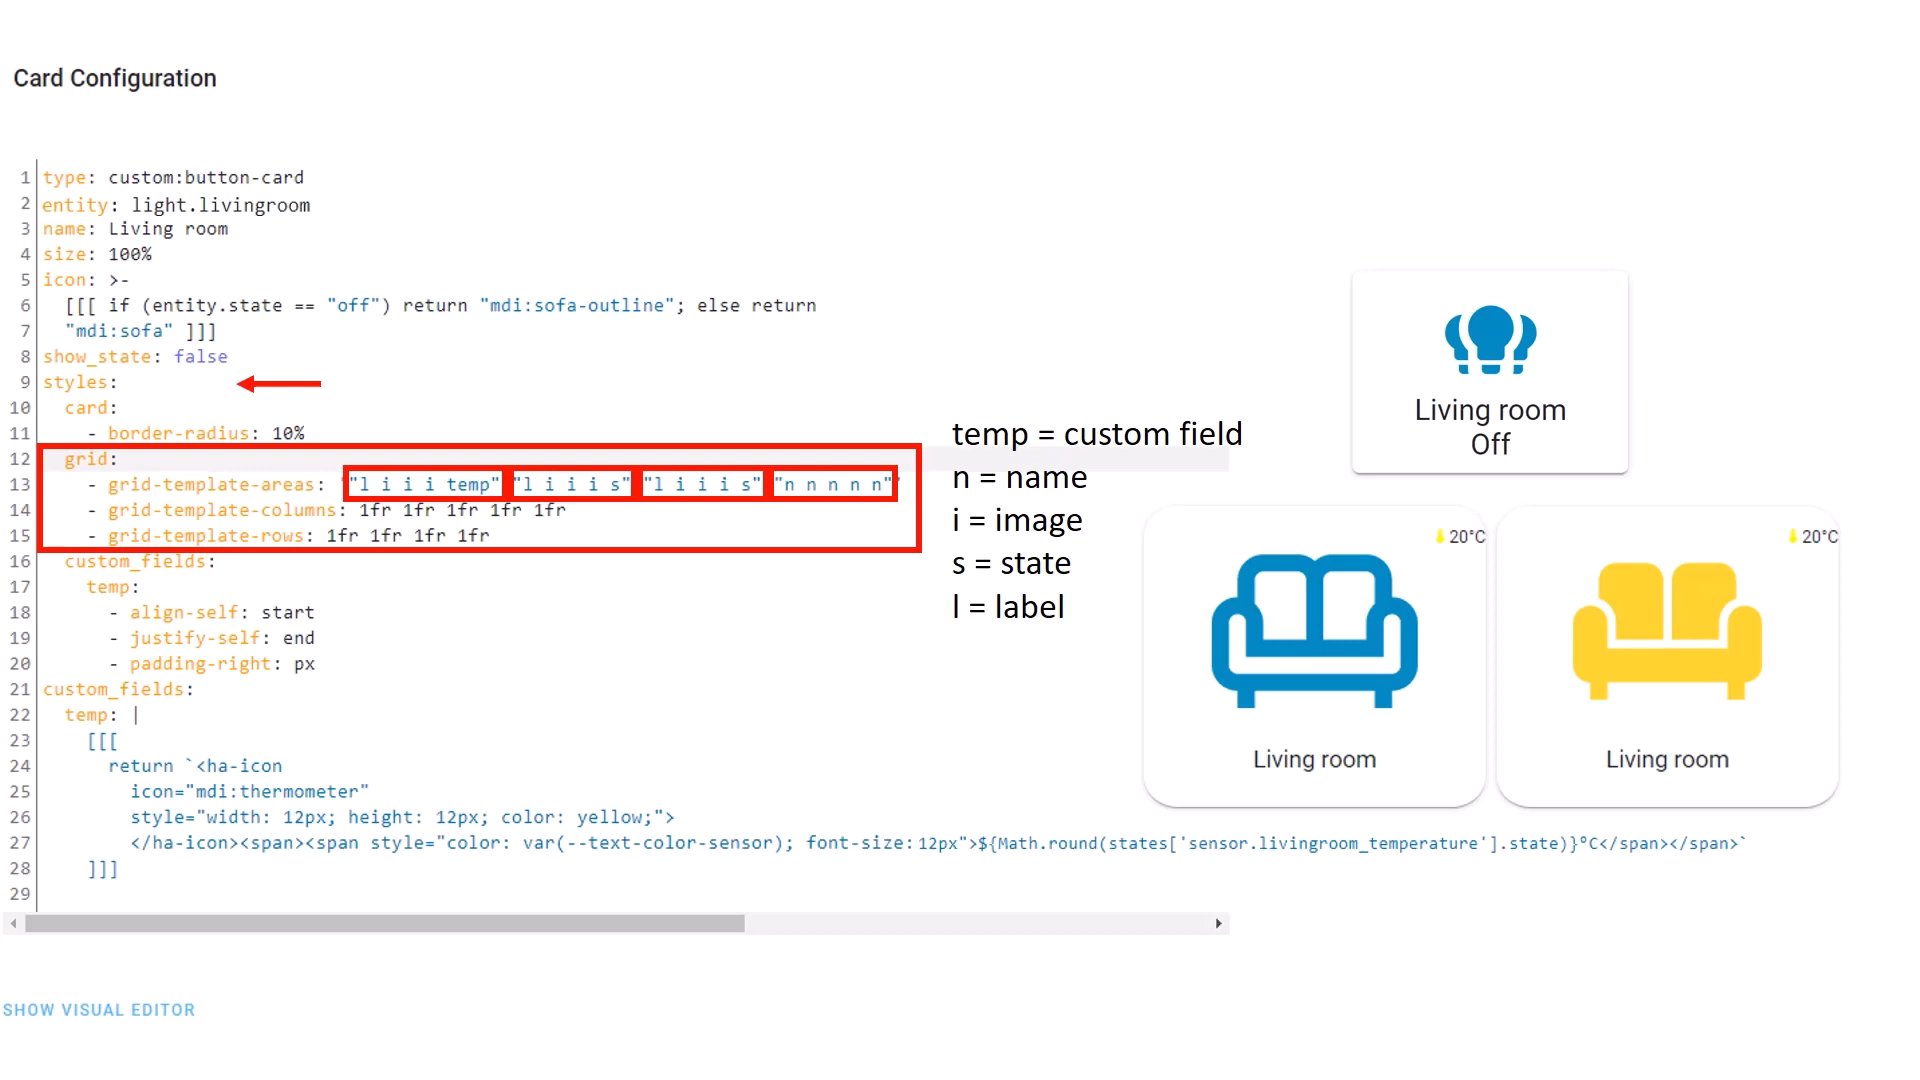 Card Configuration
1 type: custom:button-card
2 entity: light.livingroom
3 name: Living room
4 size: 100%
5 icon: >-
6 [[[ if (entity.state == "off") return "mdi:sofa-outline"; else return
7 "mdi:sofa" ]]]
8 show_state: false
9 styles:
10 card:
11 - border-radius: 10%
12 grid:
13 - grid-template-areas: '"l i i i temp" "l i i i s" "l i i i s" "n n n n n"'
14 - grid-template-columns: 1fr 1fr 1fr 1fr 1fr
15 - grid-template-rows: 1fr 1fr 1fr 1fr
16 custom_fields:
17 temp:
18 - align-self: start
19 - justify-self: end
20 - padding-right: px
21 custom_fields:
22 temp: |
23 [[[
24 return `<ha-icon
25 icon="mdi:thermometer"
26 style="width: 12px; height: 12px; color: yellow;">
27 </ha-icon><span><span style="color: var(--text-color-sensor); font-size: 12px">${Math.round(states['sensor.livingroom_temperature'].state)}°C</span></span>`
28 ]]]
29
SHOW VISUAL EDITOR
temp = custom field
n = name
i = image
s = state
l = label
Living room
Off
20°C
Living room
20°C
Living room